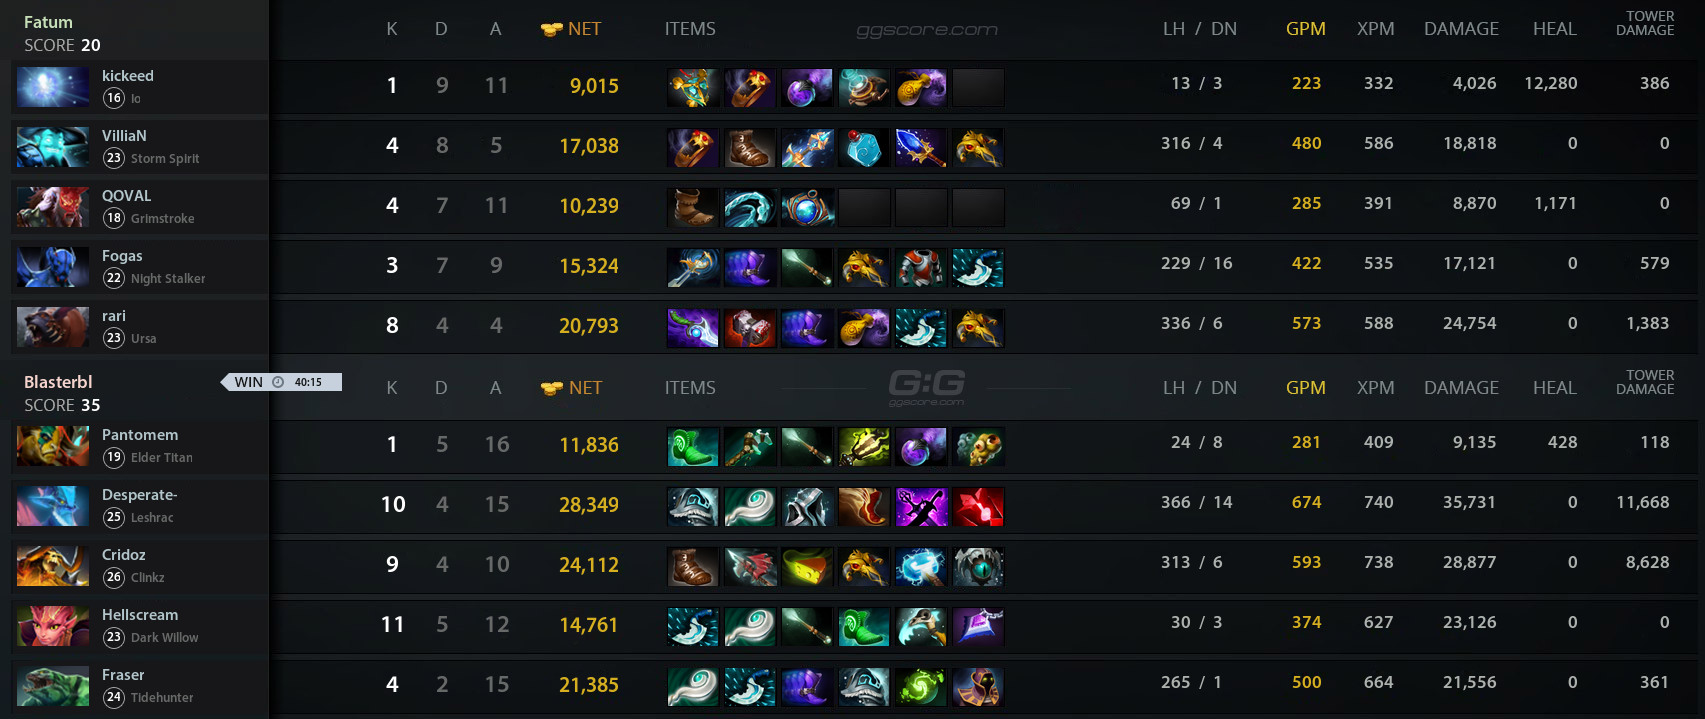 Fatum K D A NET ITEMS ggscore.com LH / DN GPM XPM DAMAGE HEAL TOWER DAMAGE
SCORE 20
kickeed 1 9 11 9,015 13 / 3 223 332 4,026 12,280 386
16 Io
VilliaN 4 8 5 17,038 316 / 4 480 586 18,818 0 0
23 Storm Spirit
QOVAL 4 7 11 10,239 69 / 1 285 391 8,870 1,171 0
18 Grimstroke
Fogas 3 7 9 15,324 229 / 16 422 535 17,121 0 579
22 Night Stalker
rari 8 4 4 20,793 336 / 6 573 588 24,754 0 1,383
23 Ursa
Blasterbl WIN 40:15 K D A NET ITEMS G:G ggscore.com LH / DN GPM XPM DAMAGE HEAL TOWER DAMAGE
SCORE 35
Pantomem 1 5 16 11,836 24 / 8 281 409 9,135 428 118
19 Elder Titan
Desperate- 10 4 15 28,349 366 / 14 674 740 35,731 0 11,668
25 Leshrac
Cridoz 9 4 10 24,112 313 / 6 593 738 28,877 0 8,628
26 Clinkz
Hellscream 11 5 12 14,761 30 / 3 374 627 23,126 0 0
23 Dark Willow
Fraser 4 2 15 21,385 265 / 1 500 664 21,556 0 361
24 Tidehunter